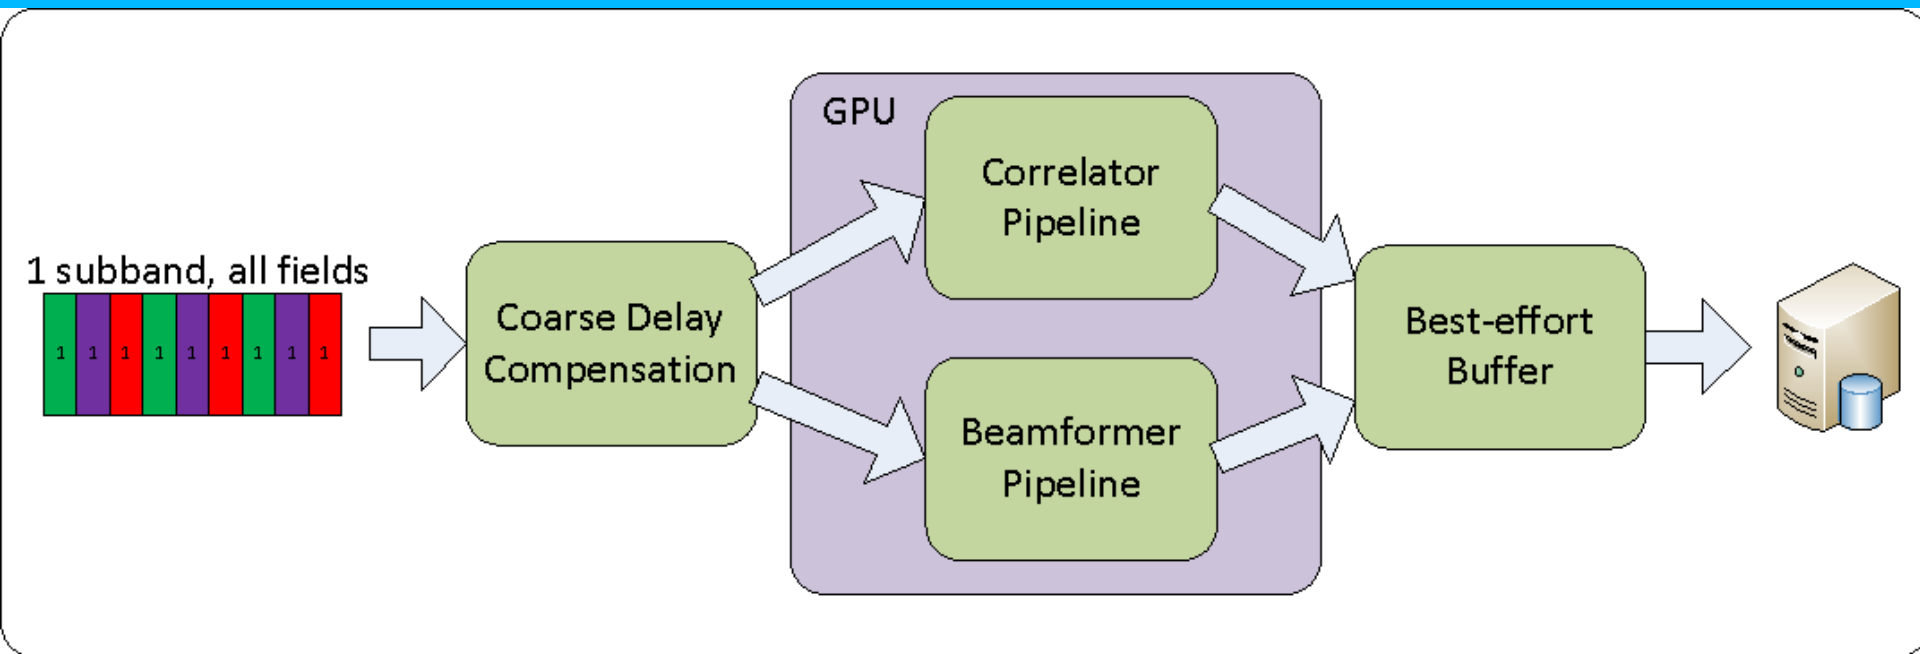 1 subband, all fields
1 1 1 1 1 1 1 1 1
Coarse Delay
Compensation
GPU
Correlator
Pipeline
Beamformer
Pipeline
Best-effort
Buffer